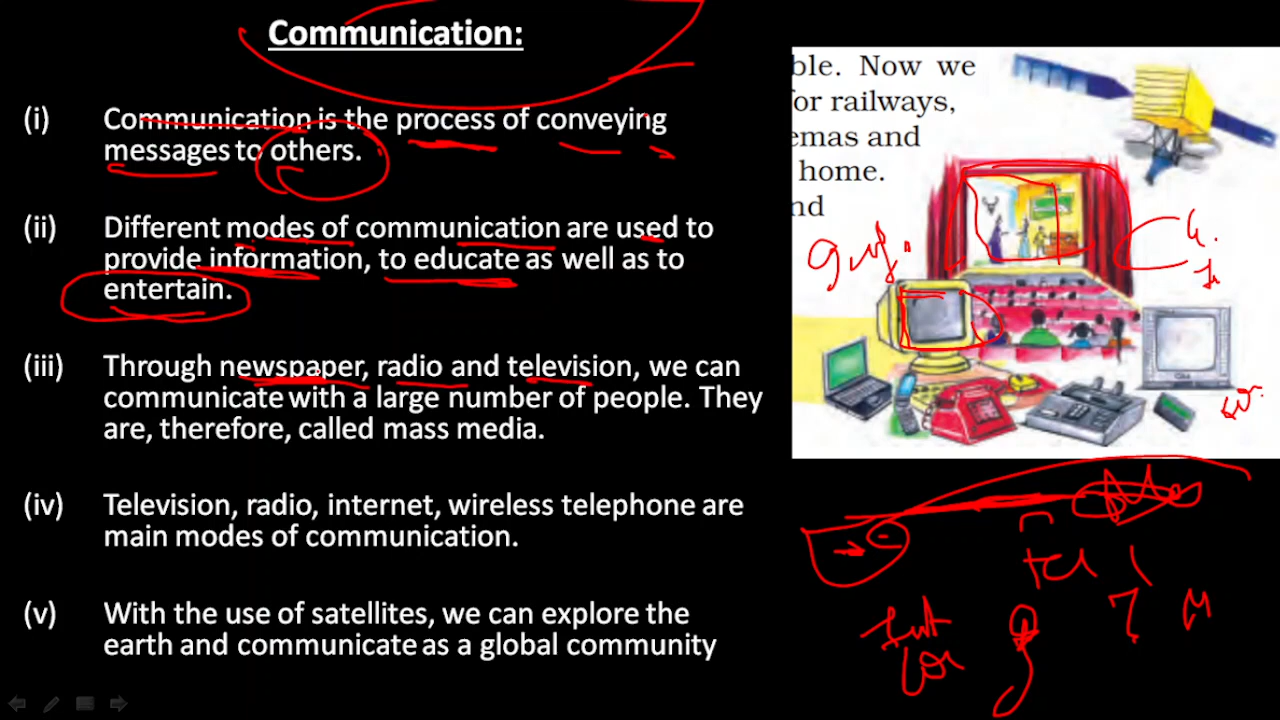 Communication:
(i) Communication is the process of conveying
messages to others.
(ii) Different modes of communication are used to
provide information, to educate as well as to
entertain.
(iii) Through newspaper, radio and television, we can
communicate with a large number of people. They
are, therefore, called mass media.
(iv) Television, radio, internet, wireless telephone are
main modes of communication.
(v) With the use of satellites, we can explore the
earth and communicate as a global community
ble. Now we
for railways,
emas and
home.
nd